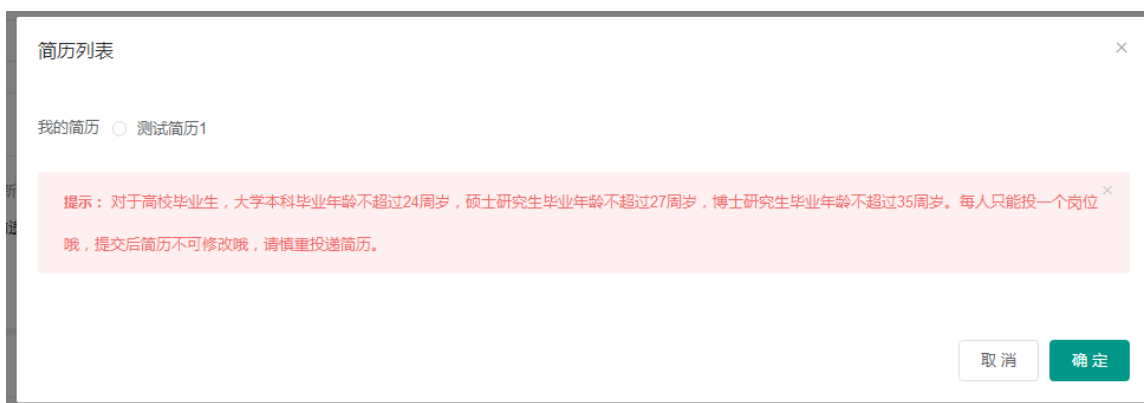 简历列表
我的简历 测试简历1
提示：对于高校毕业生，大学本科毕业年龄不超过24周岁，硕士研究生毕业年龄不超过27周岁，博士研究生毕业年龄不超过35周岁。每人只能投一个岗位
哦，提交后简历不可修改哦，请慎重投递简历。
取消 确定